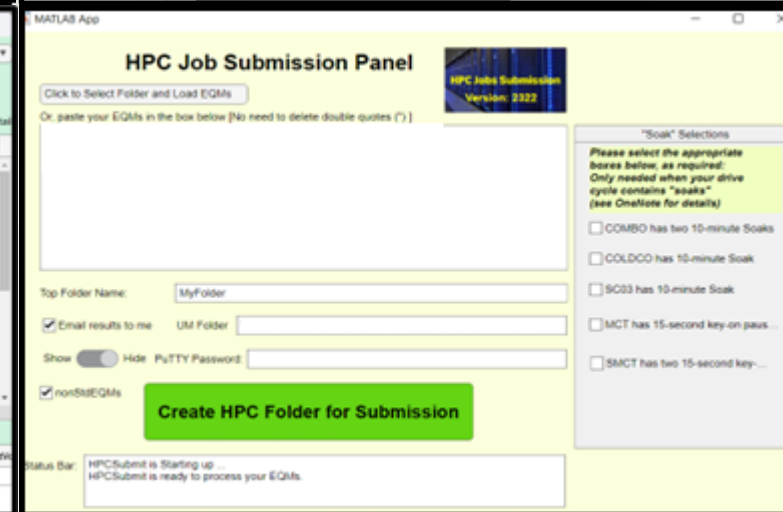 MATLAB App
HPC Job Submission Panel
HPC Jobs Submission
Version: 2322
Click to Select Folder and Load EQMs
Or, paste your EQMs in the box below [No need to delete double quotes (") ]
"Soak" Selections
Please select the appropriate
boxes below, as required:
Only needed when your drive
cycle contains "soaks"
(see OneNote for details)
COMBO has two 10-minute Soaks
COLDCO has 10-minute Soak
SC03 has 10-minute Soak
MCT has 15-second key-on paus...
SMCT has two 15-second key-...
Top Folder Name:
MyFolder
Email results to me
UM Folder
Show
Hide
PuTTY Password:
nonStdEQMs
Create HPC Folder for Submission
Status Bar:
HPCSubmit is Starting up ...
HPCSubmit is ready to process your EQMs.